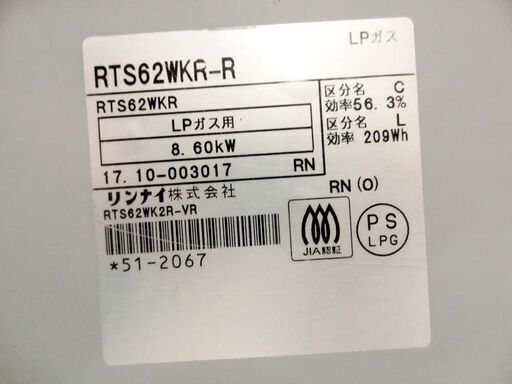 LPガス
RTS62WKR-R
RTS62WKR
LPガス用
8.60kW
17.10-003017 RN
区分名 C
効率56.3%
区分名 L
効率 209Wh
リンナイ株式会社
RN(O)
RTS62WK2R-VR
*51-2067
JIA認証
PS
LPG